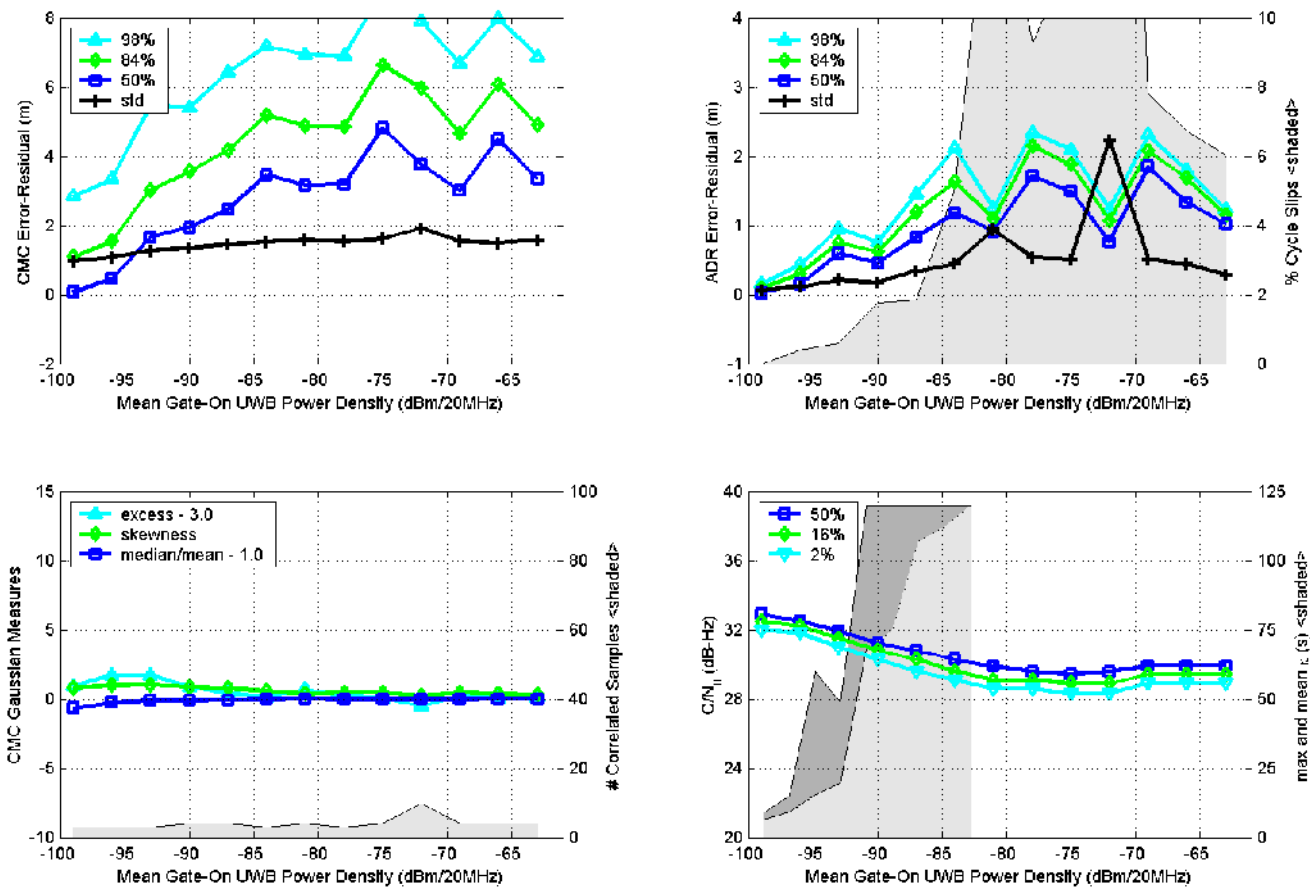 CMC Error-Residual (m)
8
6
4
2
0
-2
98%
84%
50%
std
-100 -95 -90 -85 -80 -75 -70 -65
Mean Gate-On UWB Power Density (dBm/20MHz)
ADR Error-Residual (m)
4
3
2
1
0
-1
98%
84%
50%
std
10
8
6
4
2
0
% Cycle Slips <shaded>
-100 -95 -90 -85 -80 -75 -70 -65
Mean Gate-On UWB Power Density (dBm/20MHz)
CMC Gaussian Measures
15
10
5
0
-5
-10
excess - 3.0
skewness
median/mean - 1.0
100
80
60
40
20
0
# Correlated Samples <shaded>
-100 -95 -90 -85 -80 -75 -70 -65
Mean Gate-On UWB Power Density (dBm/20MHz)
(dB-Hz)
40
36
32
28
24
20
50%
16%
2%
125
100
75
50
25
0
max and mean (s) <shaded>
-100 -95 -90 -85 -80 -75 -70 -65
Mean Gate-On UWB Power Density (dBm/20MHz)